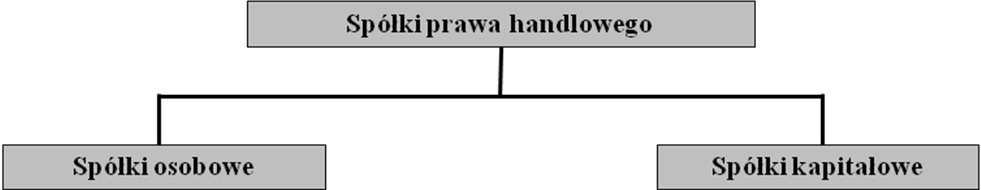 Spółki prawa handlowego
Spółki osobowe
Spółki kapitałowe